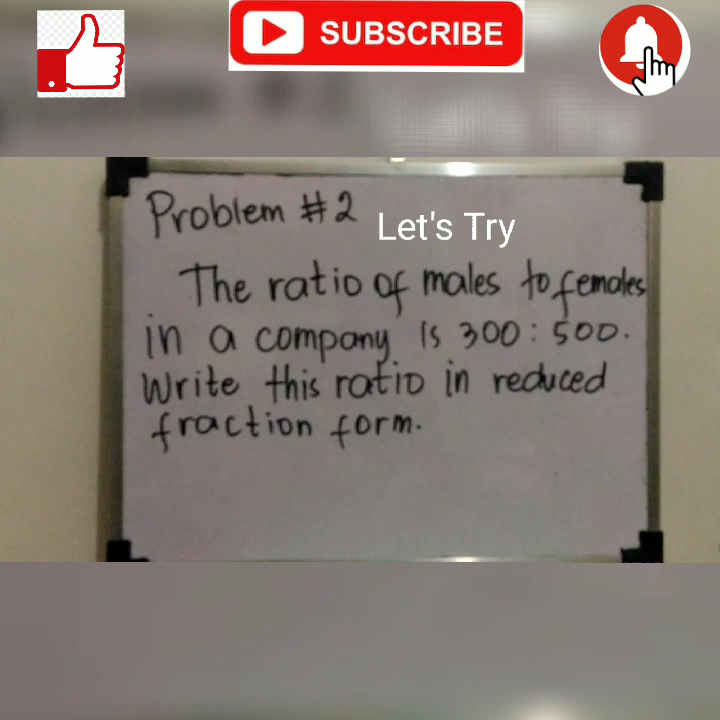 SUBSCRIBE
Problem #2
Let's Try
The ratio of males to females
in a company is 300:500.
Write this ratio in reduced
fraction form.